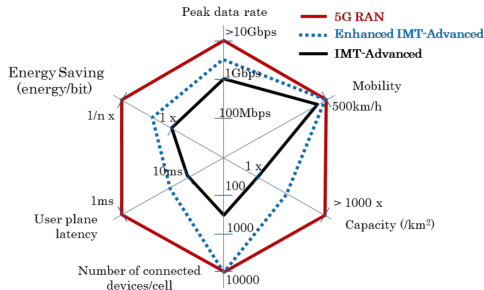 Peak data rate
5G RAN
Enhanced IMT-Advanced
IMT-Advanced
>10Gbps
Energy Saving
(energy/bit)
1Gbps
Mobility
1/n x
500km/h
1 x
100Mbps
10ms
1 x
1ms
100
> 1000 x
User plane
latency
Capacity (/km²)
1000
Number of connected
devices/cell
10000